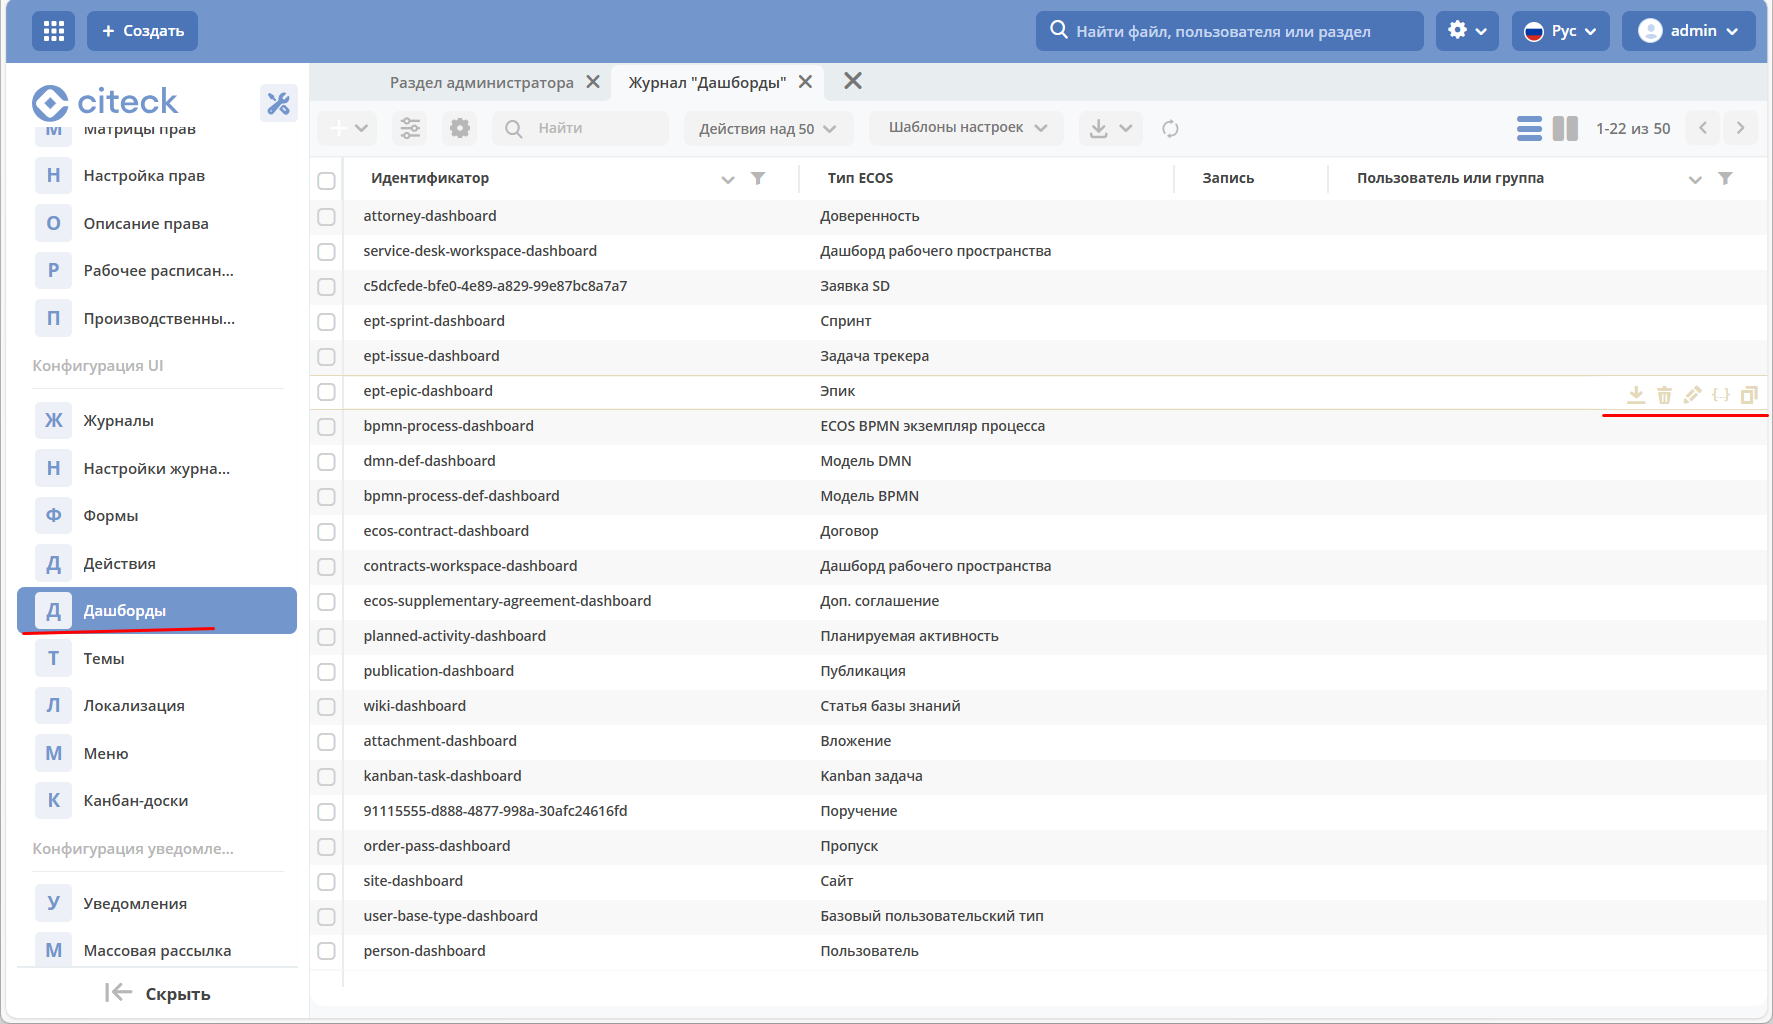 + Создать
Найти файл, пользователя или раздел
Рус
admin
citeck
М Матрицы прав
Н Настройка прав
О Описание права
Р Рабочее расписан...
П Производственны...
Конфигурация UI
Ж Журналы
Н Настройки журна...
Ф Формы
Д Действия
Д Дашборды
Т Темы
Л Локализация
М Меню
К Канбан-доски
Конфигурация уведомле...
У Уведомления
М Массовая рассылка
Скрыть
Раздел администратора
Журнал "Дашборды"
Найти
Действия над 50
Шаблоны настроек
1-22 из 50
Идентификатор Тип ECOS Запись Пользователь или группа
attorney-dashboard Доверенность
service-desk-workspace-dashboard Дашборд рабочего пространства
c5dcfede-bfe0-4e89-a829-99e87bc8a7a7 Заявка SD
ept-sprint-dashboard Спринт
ept-issue-dashboard Задача трекера
ept-epic-dashboard Эпик
bpmn-process-dashboard ECOS BPMN экземпляр процесса
dmn-def-dashboard Модель DMN
bpmn-process-def-dashboard Модель BPMN
ecos-contract-dashboard Договор
contracts-workspace-dashboard Дашборд рабочего пространства
ecos-supplementary-agreement-dashboard Доп. соглашение
planned-activity-dashboard Планируемая активность
publication-dashboard Публикация
wiki-dashboard Статья базы знаний
attachment-dashboard Вложение
kanban-task-dashboard Kanban задача
91115555-d888-4877-998a-30afc24616fd Поручение
order-pass-dashboard Пропуск
site-dashboard Сайт
user-base-type-dashboard Базовый пользовательский тип
person-dashboard Пользователь